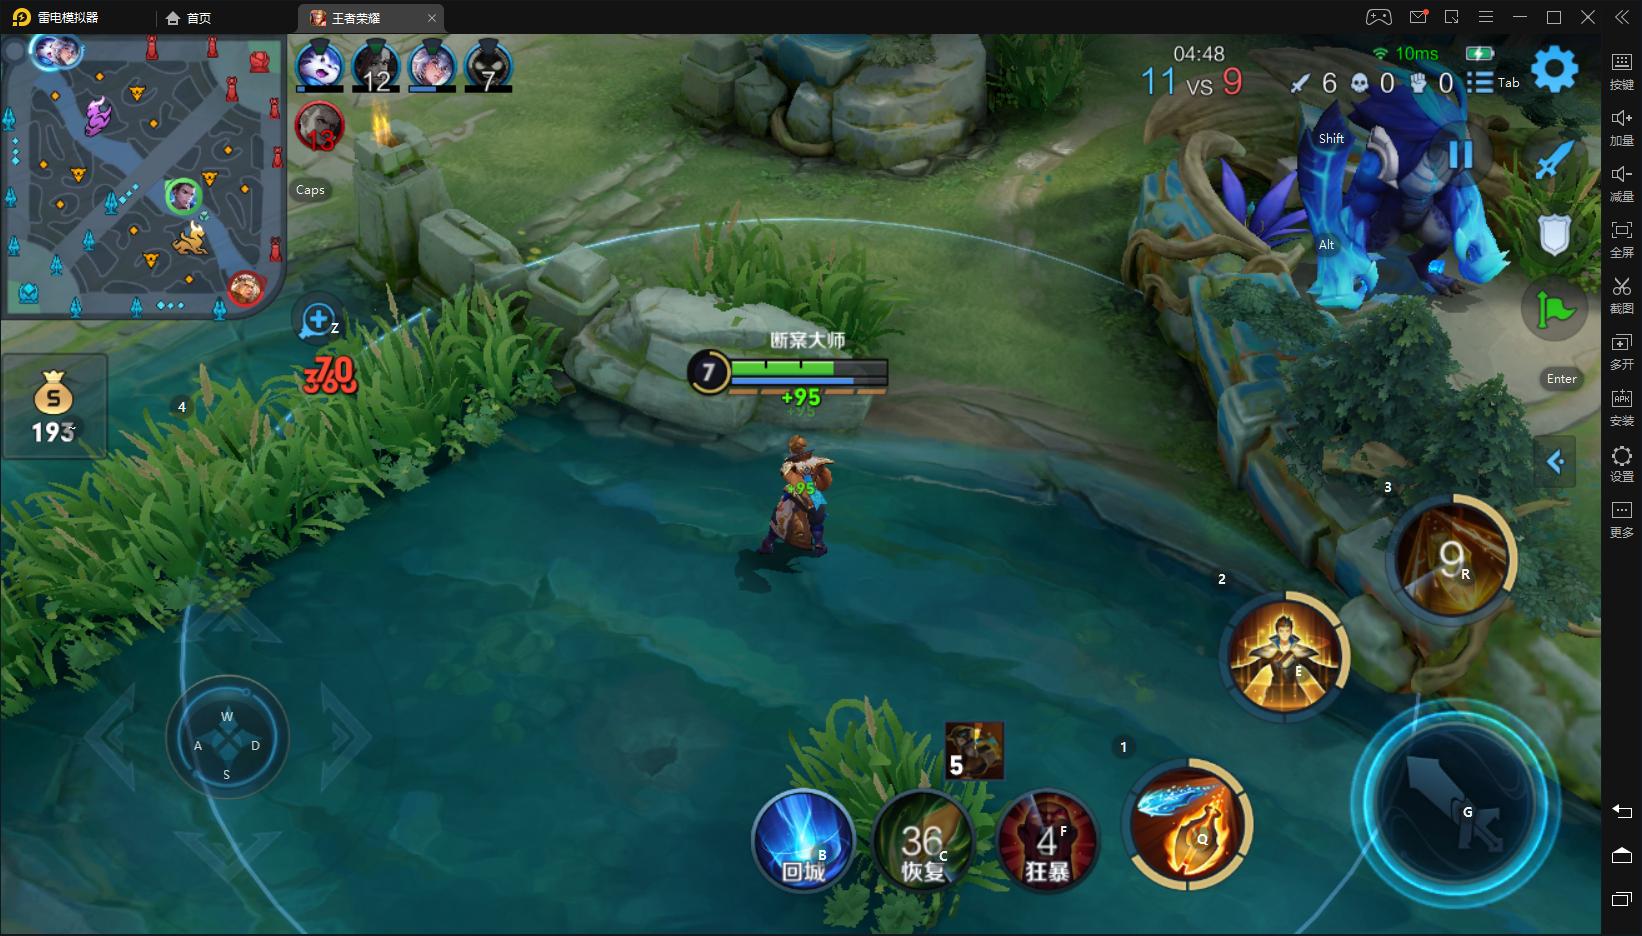 雷电模拟器
首页
王者荣耀
12
7
13
Caps
04:48
10ms
11 vs 9
6
0
0
Tab
Shift
Alt
Enter
按键
加量
减量
全屏
截图
多开
安装
设置
更多
APK
Z
4
断案大师
7
+95
+95
+95
3
9
R
2
E
W
A
D
S
5
1
回城
B
36
恢复
C
4
狂暴
F
Q
G